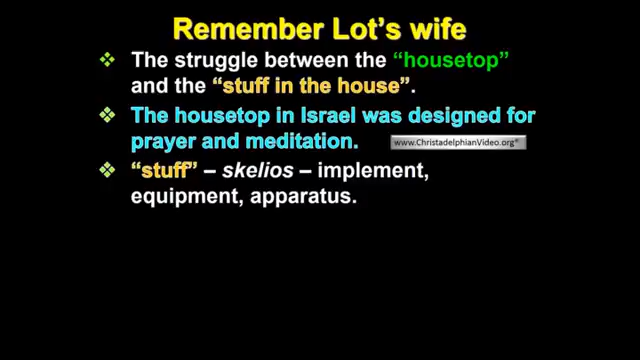 Remember Lot's wife
❖ The struggle between the “housetop”
and the “stuff in the house”.
❖ The housetop in Israel was designed for
prayer and meditation.
www.ChristadelphianVideo.org®
❖ “stuff” – skelios – implement,
equipment, apparatus.